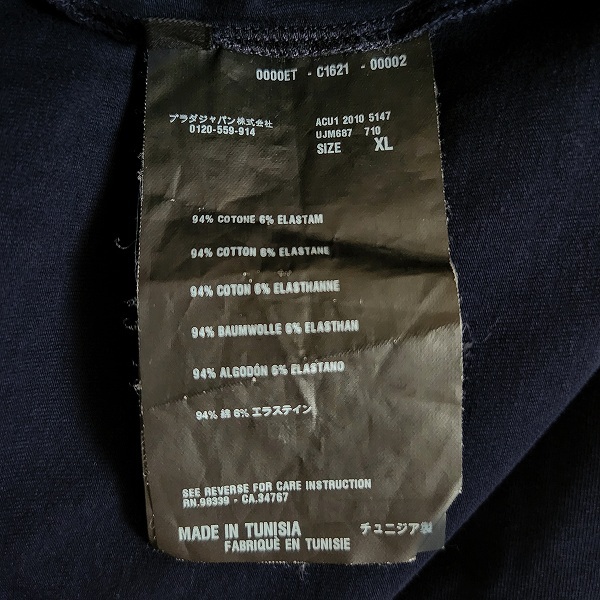 0000ET - C1621 - 00002
プラダジャパン株式会社
0120-559-914
ACU1 2010 5147
UJM687 710
SIZE XL
94% COTONE 6% ELASTAM
94% COTTON 6% ELASTANE
94% COTON 6% ELASTHANNE
94% BAUMWOLLE 6% ELASTHAN
94% ALGODÓN 6% ELASTANO
94% 綿 6% エラステイン
SEE REVERSE FOR CARE INSTRUCTION
RN.98339 - CA.34767
MADE IN TUNISIA チュニジア製
FABRIQUÉ EN TUNISIE